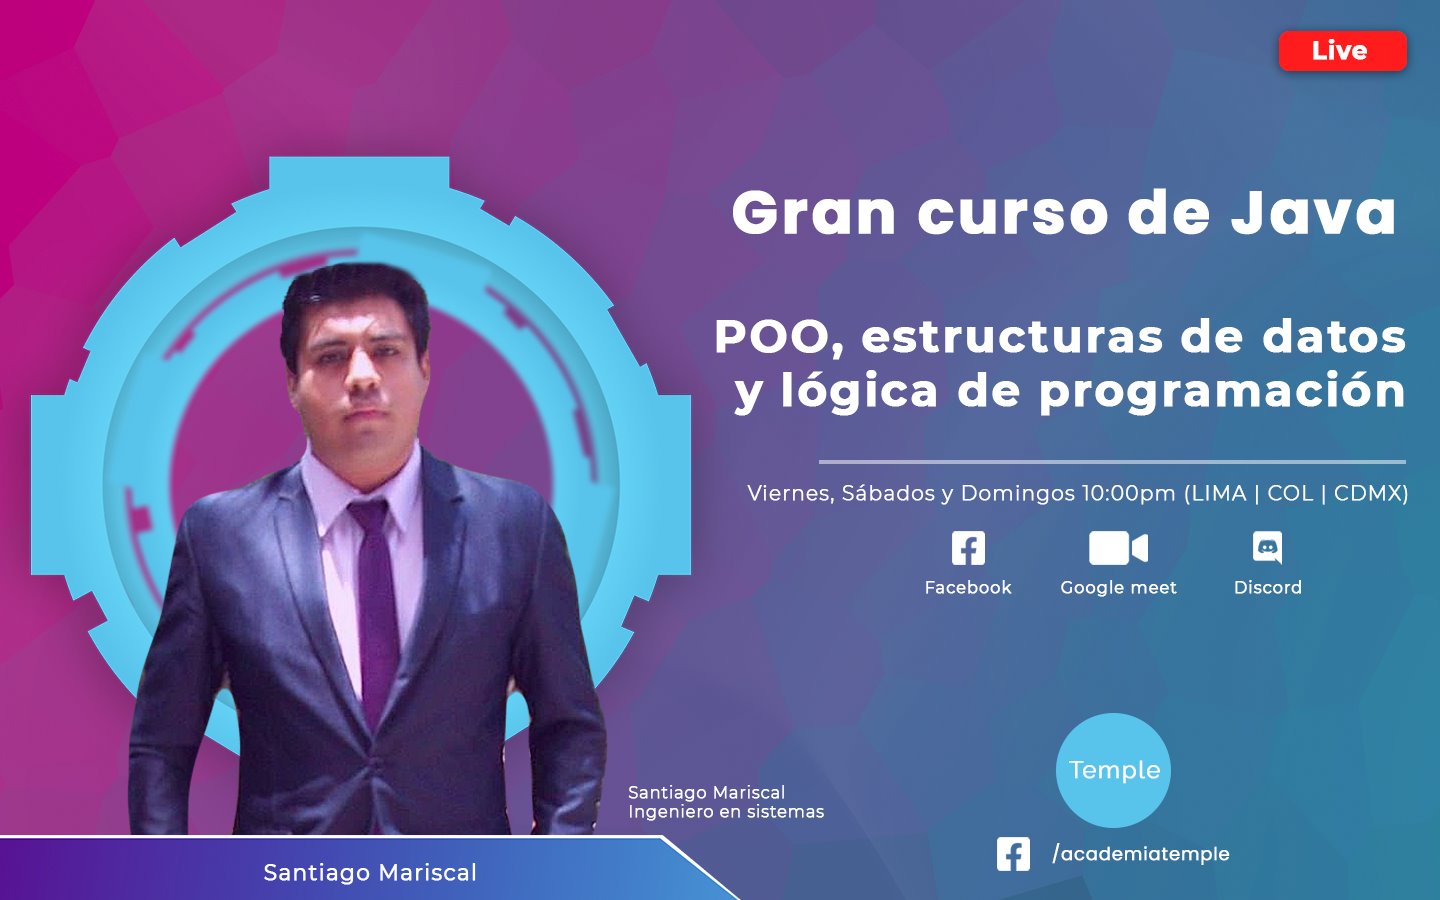 Live
Gran curso de Java
POO, estructuras de datos
y lógica de programación
Viernes, Sábados y Domingos 10:00pm (LIMA | COL | CDMX)
Facebook
Google meet
Discord
Santiago Mariscal
Ingeniero en sistemas
Temple
/academiatemple
Santiago Mariscal